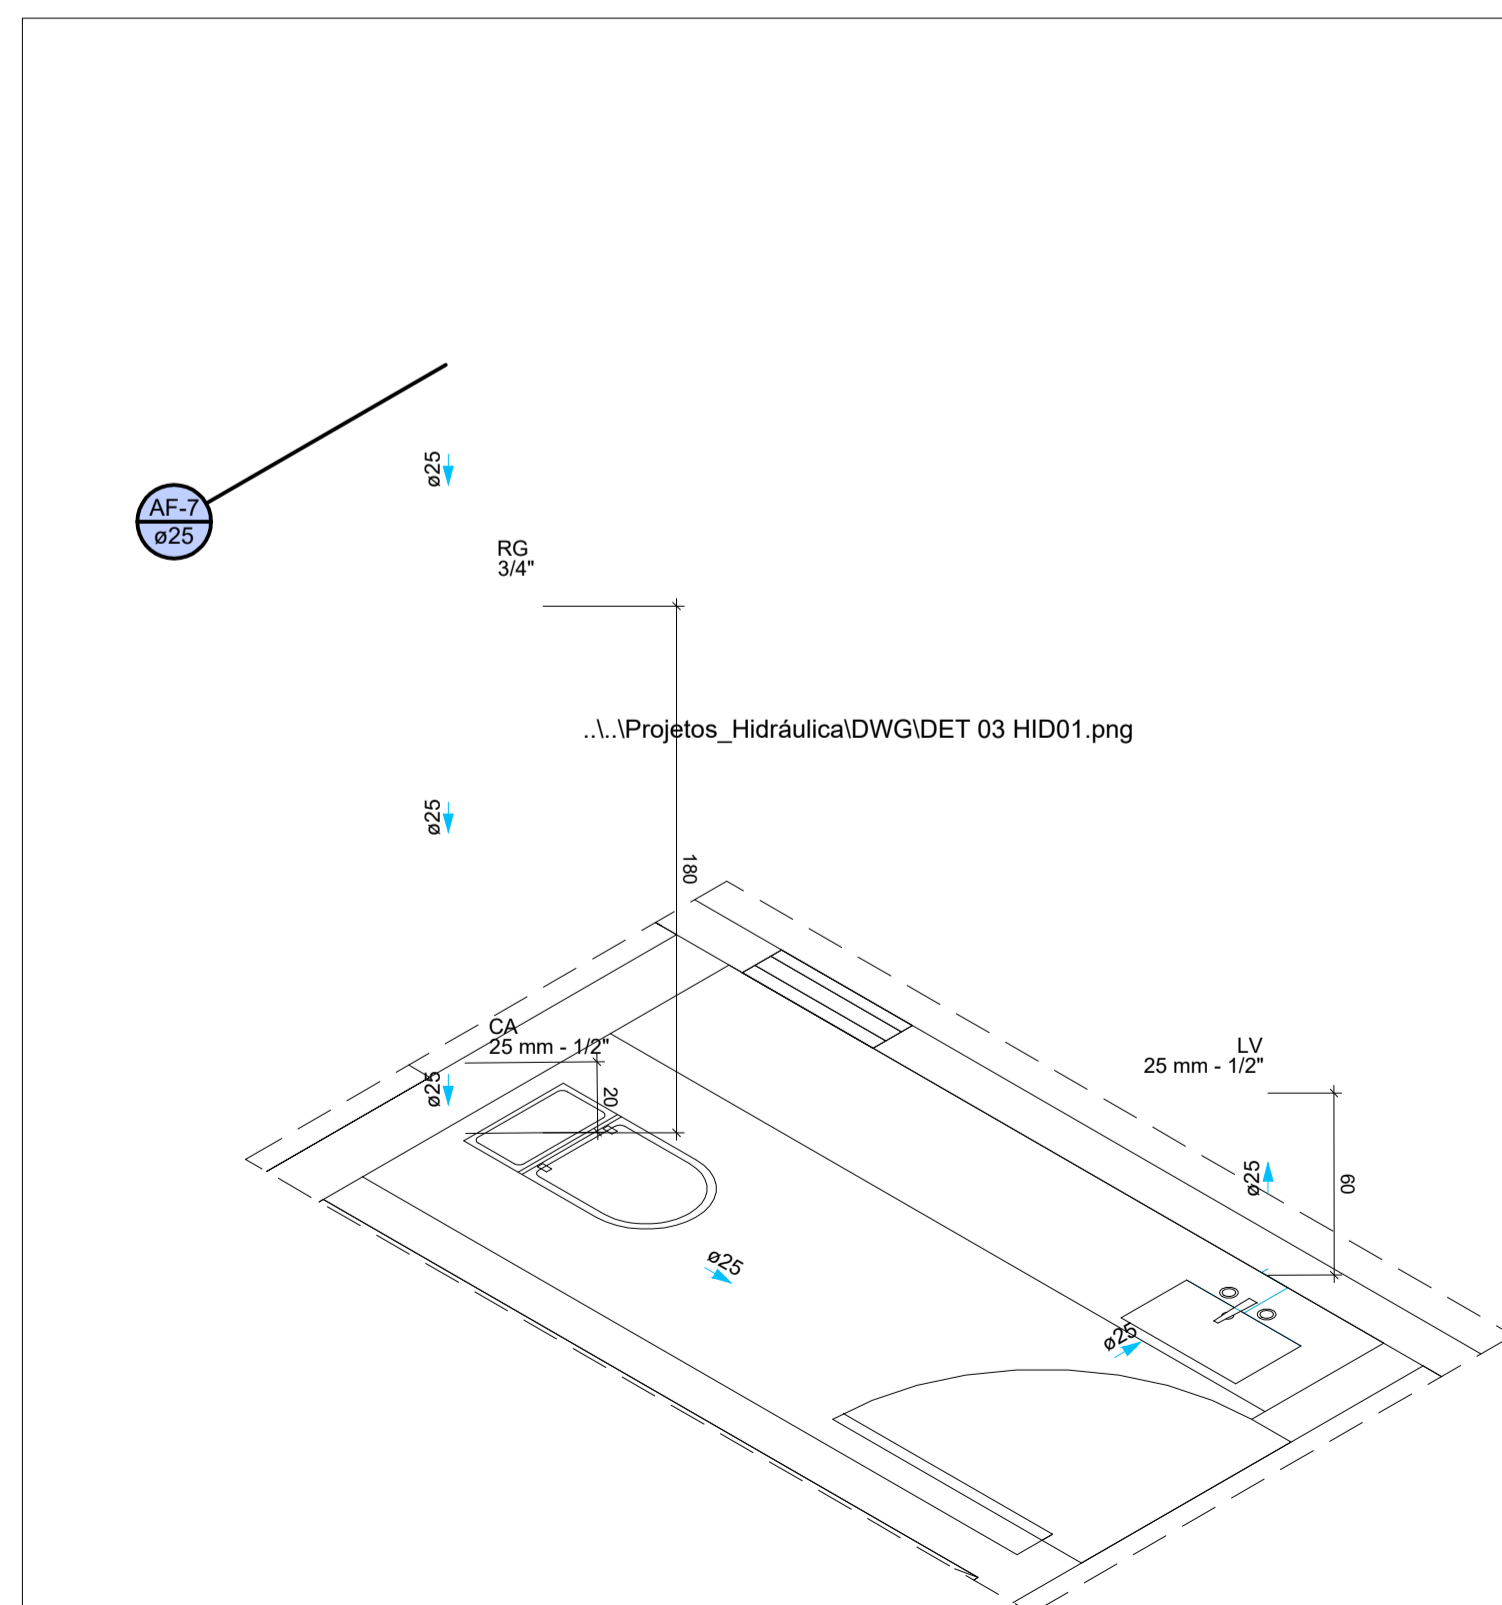 ø25
AF-7
ø25
RG
3/4"
..\..\Projetos_Hidráulica\DWG\DET 03 HID01.png
ø25
180
CA
25 mm - 1/2"
LV
25 mm - 1/2"
ø25
20
ø25
60
ø25
ø25